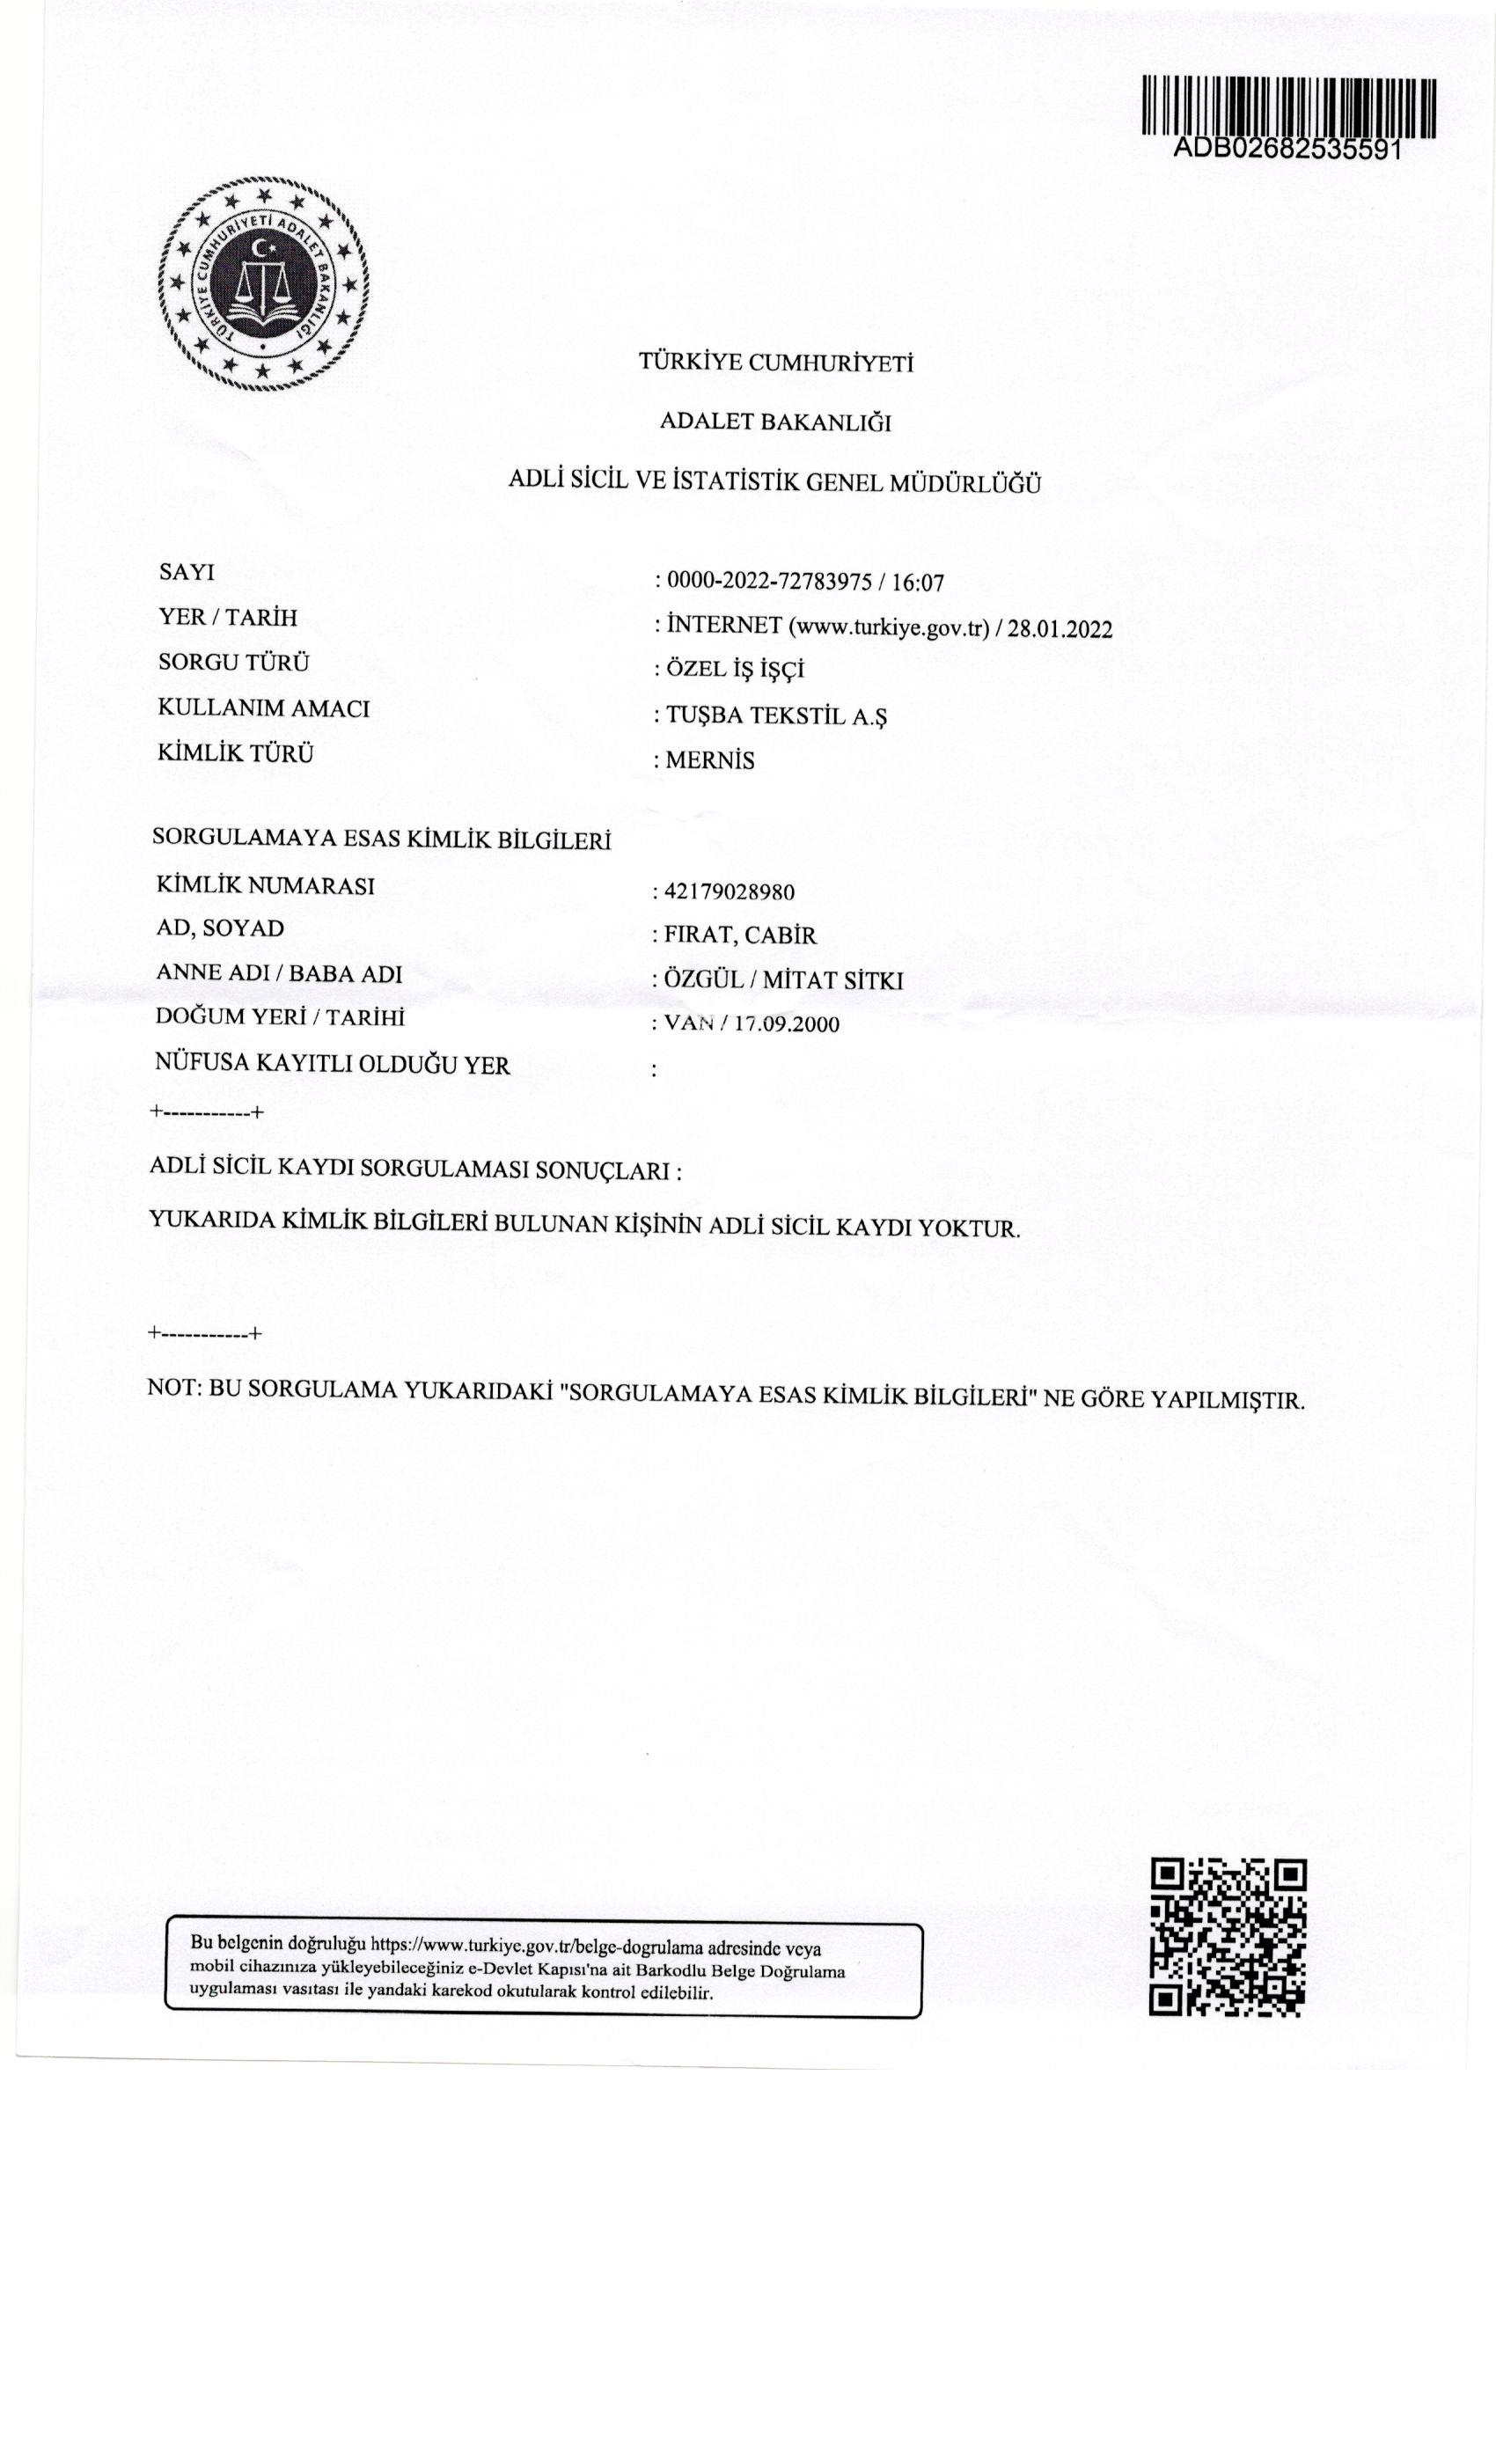 ADB02682535591
TÜRKİYE CUMHURİYETİ ADALET BAKANLIĞI
TÜRKİYE CUMHURİYETİ
ADALET BAKANLIĞI
ADLİ SİCİL VE İSTATİSTİK GENEL MÜDÜRLÜĞÜ
SAYI : 0000-2022-72783975 / 16:07
YER / TARİH : İNTERNET (www.turkiye.gov.tr) / 28.01.2022
SORGU TÜRÜ : ÖZEL İŞ İŞÇİ
KULLANIM AMACI : TUŞBA TEKSTİL A.Ş
KİMLİK TÜRÜ : MERNİS
SORGULAMAYA ESAS KİMLİK BİLGİLERİ
KİMLİK NUMARASI : 42179028980
AD, SOYAD : FIRAT, CABİR
ANNE ADI / BABA ADI : ÖZGÜL / MİTAT SITKI
DOĞUM YERİ / TARİHİ : VAN / 17.09.2000
NÜFUSA KAYITLI OLDUĞU YER :
+-----------+
ADLİ SİCİL KAYDI SORGULAMASI SONUÇLARI :
YUKARIDA KİMLİK BİLGİLERİ BULUNAN KİŞİNİN ADLİ SİCİL KAYDI YOKTUR.
+-----------+
NOT: BU SORGULAMA YUKARIDAKİ "SORGULAMAYA ESAS KİMLİK BİLGİLERİ" NE GÖRE YAPILMIŞTIR.
Bu belgenin doğruluğu https://www.turkiye.gov.tr/belge-dogrulama adresinde veya
mobil cihazınıza yükleyebileceğiniz e-Devlet Kapısı'na ait Barkodlu Belge Doğrulama
uygulaması vasıtası ile yandaki karekod okutularak kontrol edilebilir.